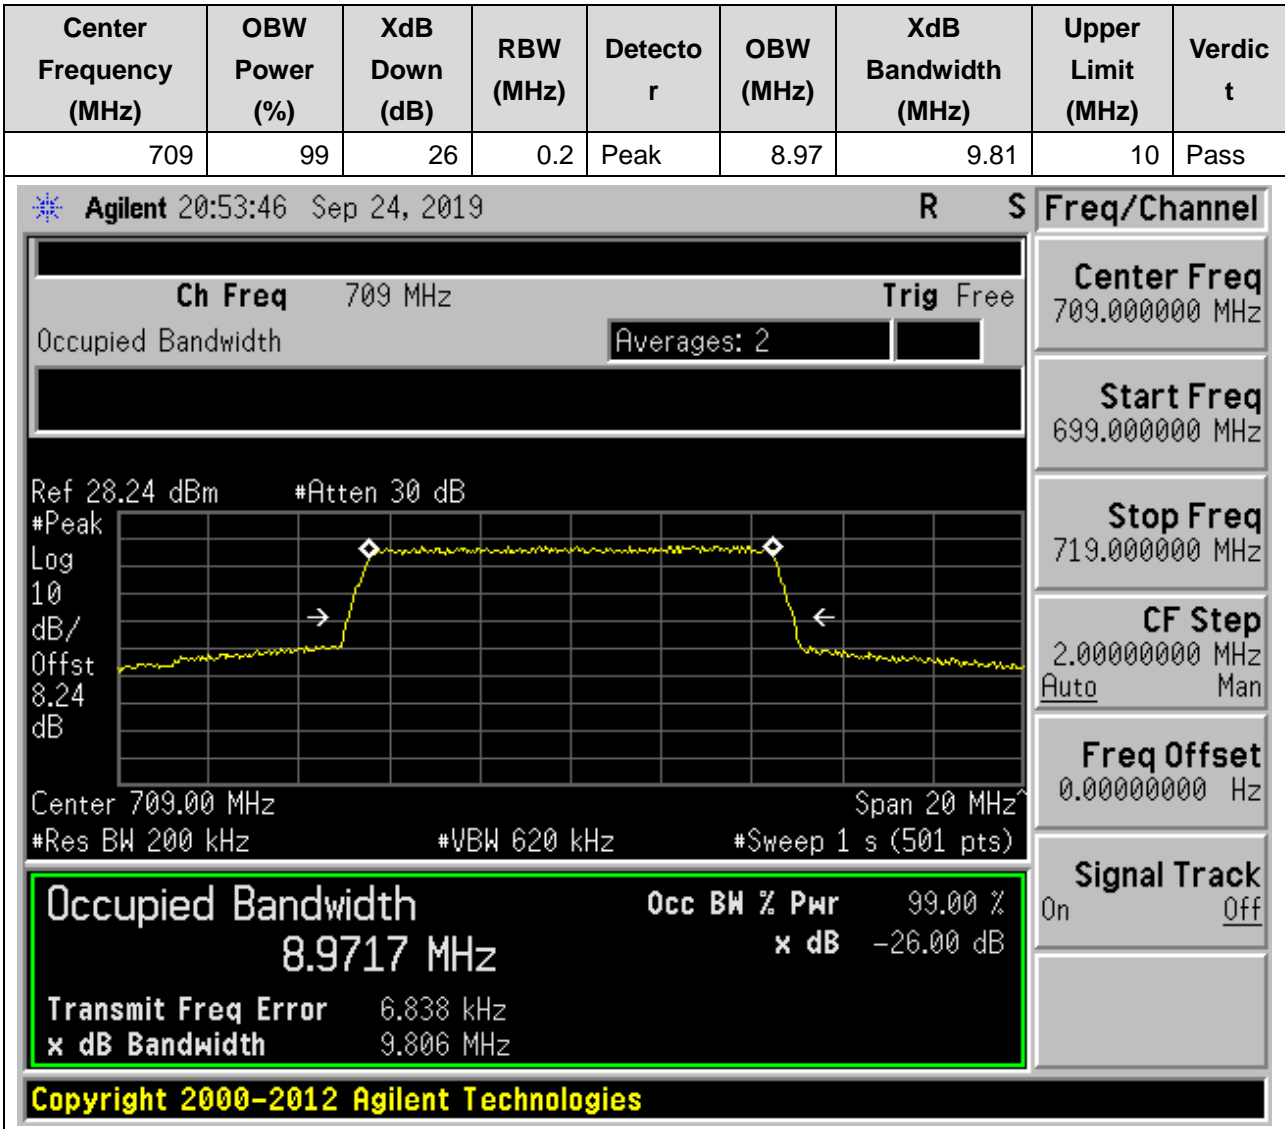 Center Frequency (MHz) OBW Power (%) XdB Down (dB) RBW (MHz) Detecto r OBW (MHz) XdB Bandwidth (MHz) Upper Limit (MHz) Verdic t
709 99 26 0.2 Peak 8.97 9.81 10 Pass
Agilent 20:53:46 Sep 24, 2019 R S
Ch Freq 709 MHz Trig Free
Occupied Bandwidth Averages: 2
Ref 28.24 dBm #Atten 30 dB
#Peak
Log
10
dB/
Offst
8.24
dB
Center 709.00 MHz Span 20 MHz^
#Res BW 200 kHz #VBW 620 kHz #Sweep 1 s (501 pts)
Occupied Bandwidth Occ BW % Pwr 99.00 %
8.9717 MHz x dB -26.00 dB
Transmit Freq Error 6.838 kHz
x dB Bandwidth 9.806 MHz
Copyright 2000-2012 Agilent Technologies
Freq/Channel
Center Freq
709.000000 MHz
Start Freq
699.000000 MHz
Stop Freq
719.000000 MHz
CF Step
2.00000000 MHz
Auto Man
Freq Offset
0.00000000 Hz
Signal Track
On Off